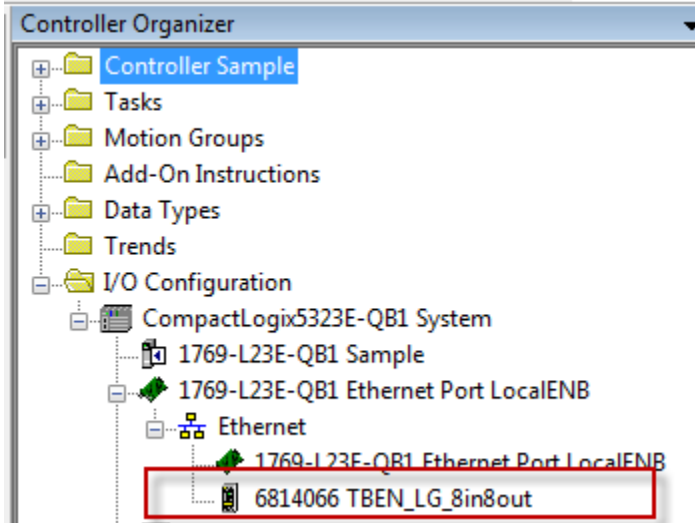 Controller Organizer
Controller Sample
Tasks
Motion Groups
Add-On Instructions
Data Types
Trends
I/O Configuration
CompactLogix5323E-QB1 System
1769-L23E-QB1 Sample
1769-L23E-QB1 Ethernet Port LocalENB
Ethernet
1769-L23E-QB1 Ethernet Port LocalENB
6814066 TBEN_LG_8in8out